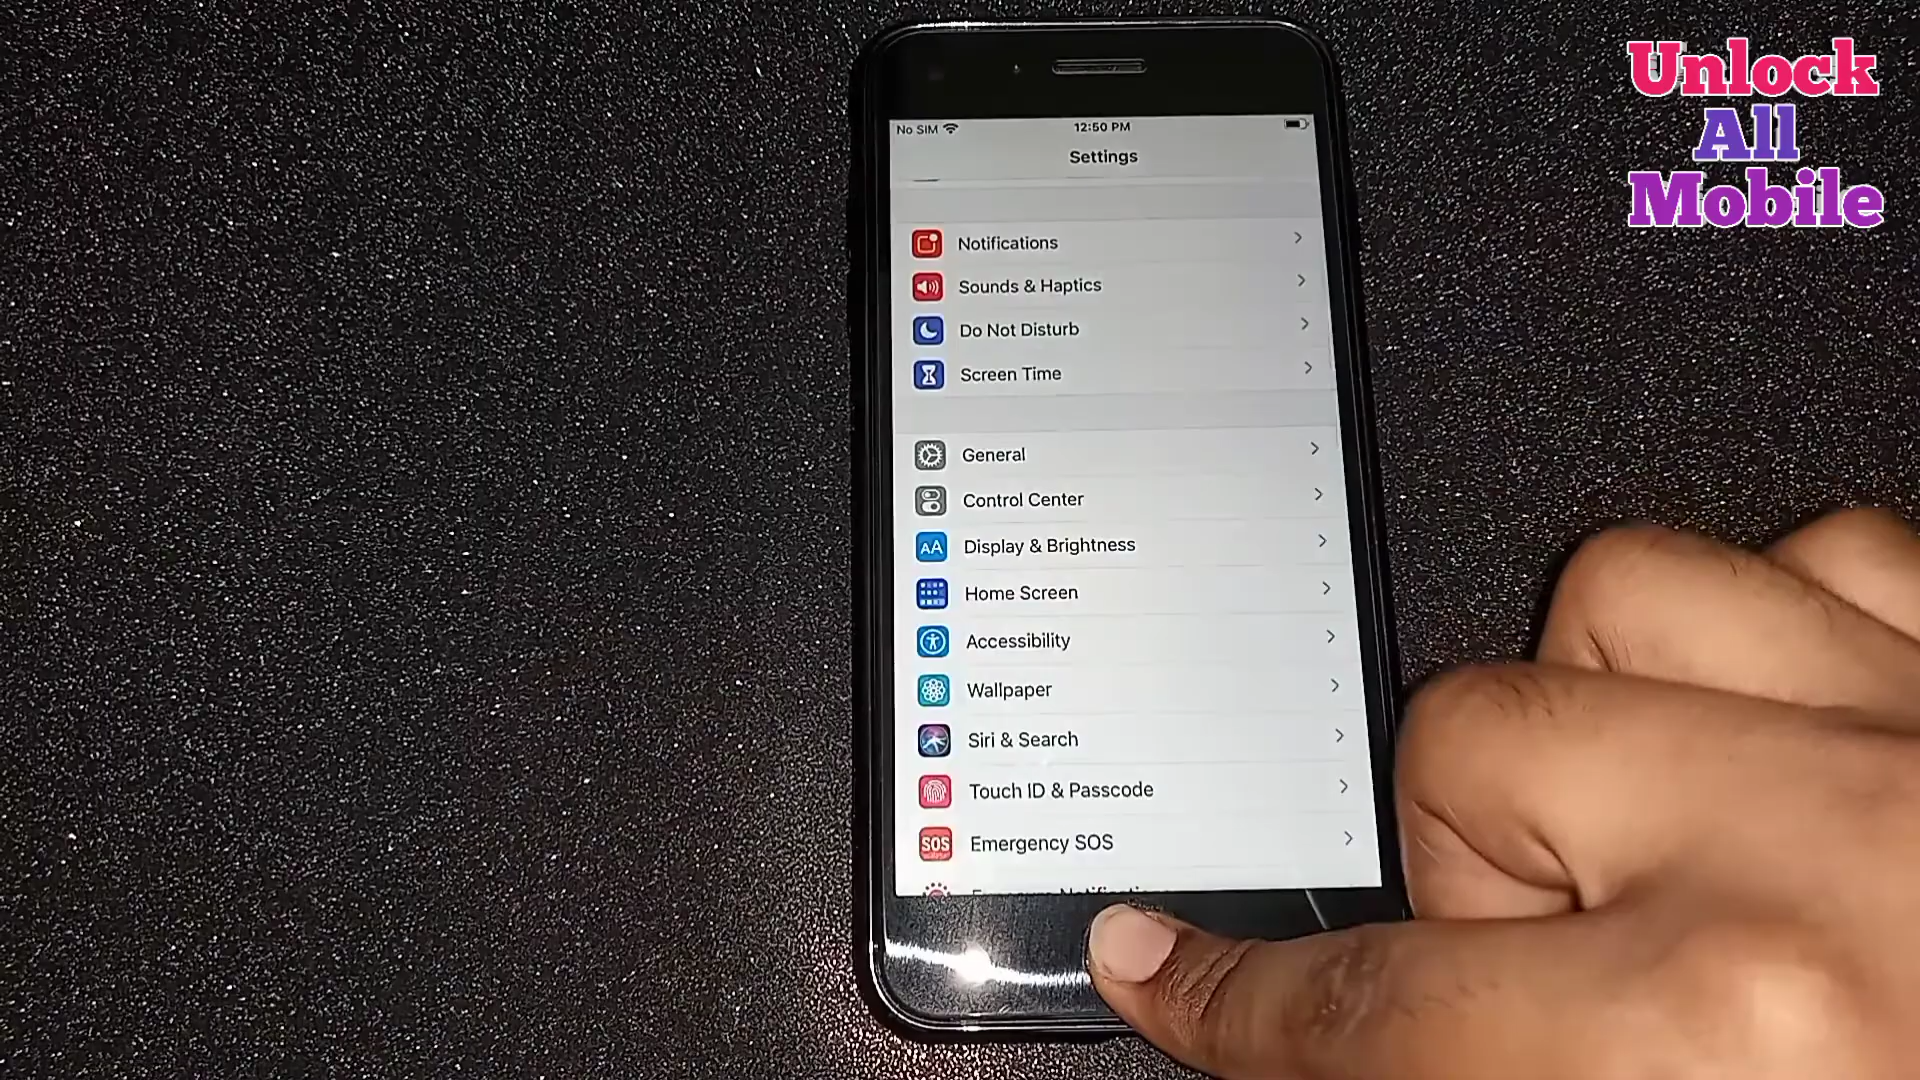 Unlock
All
Mobile
No SIM 12:50 PM
Settings
Notifications
Sounds & Haptics
Do Not Disturb
Screen Time
General
Control Center
AA Display & Brightness
Home Screen
Accessibility
Wallpaper
Siri & Search
Touch ID & Passcode
SOS Emergency SOS